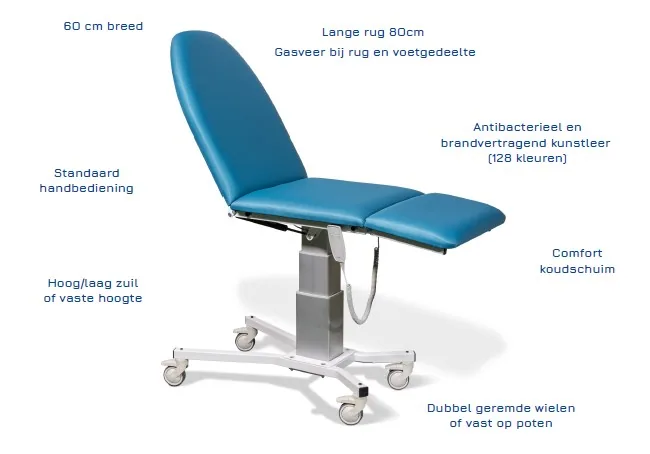 60 cm breed
Lange rug 80cm
Gasveer bij rug en voetgedeelte
Antibacterieel en
brandvertragend kunstleer
(128 kleuren)
Standaard
handbediening
Comfort
koudschuim
Hoog/laag zuil
of vaste hoogte
Dubbel geremde wielen
of vast op poten